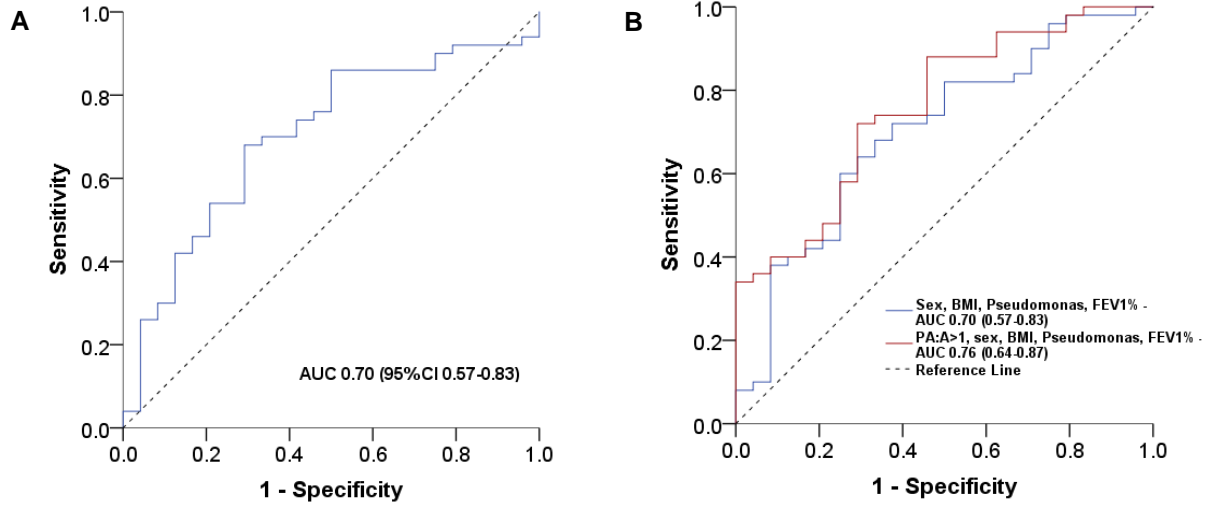 A
1.0
0.8
0.6
0.4
0.2
0.0
Sensitivity
0.0 0.2 0.4 0.6 0.8 1.0
1 - Specificity
AUC 0.70 (95%CI 0.57-0.83)
B
1.0
0.8
0.6
0.4
0.2
0.0
Sensitivity
0.0 0.2 0.4 0.6 0.8 1.0
1 - Specificity
Sex, BMI, Pseudomonas, FEV1% -
AUC 0.70 (0.57-0.83)
PA:A>1, sex, BMI, Pseudomonas, FEV1% -
AUC 0.76 (0.64-0.87)
Reference Line